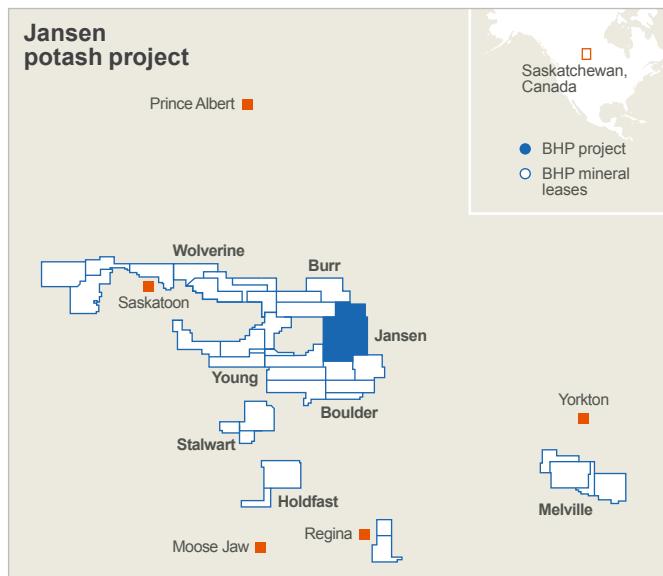 Jansen
potash project
Saskatchewan,
Canada
BHP project
BHP mineral
leases
Prince Albert
Wolverine
Burr
Saskatoon
Jansen
Young
Boulder
Yorkton
Stalwart
Holdfast
Melville
Regina
Moose Jaw